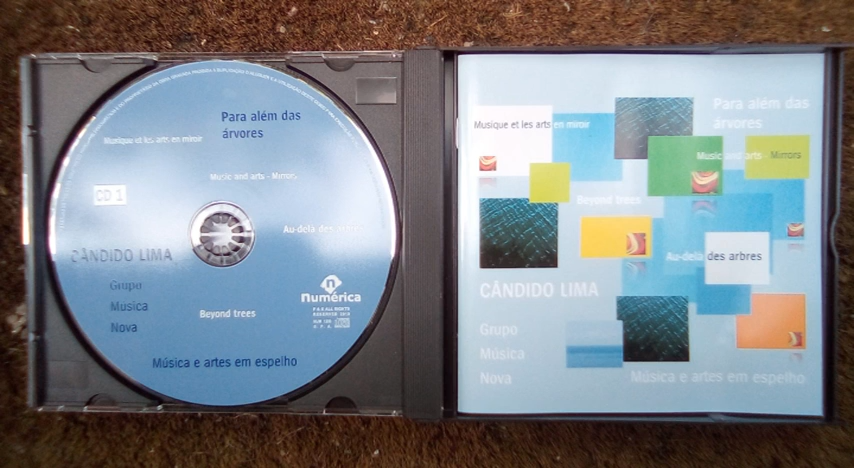 Para além das
árvores
Musique et les arts en miroir
Music and arts - Mirrors
CD 1
Au-delà des
CÂNDIDO LIMA
Grupo
Musica
Nova
Beyond trees
numérica
Música e artes em espelho
Para além das
árvores
Musique et les arts en miroir
Music and arts - Mirrors
Beyond trees
Au-delà des arbres
CÂNDIDO LIMA
Grupo
Música
Nova
Música e artes em espelho